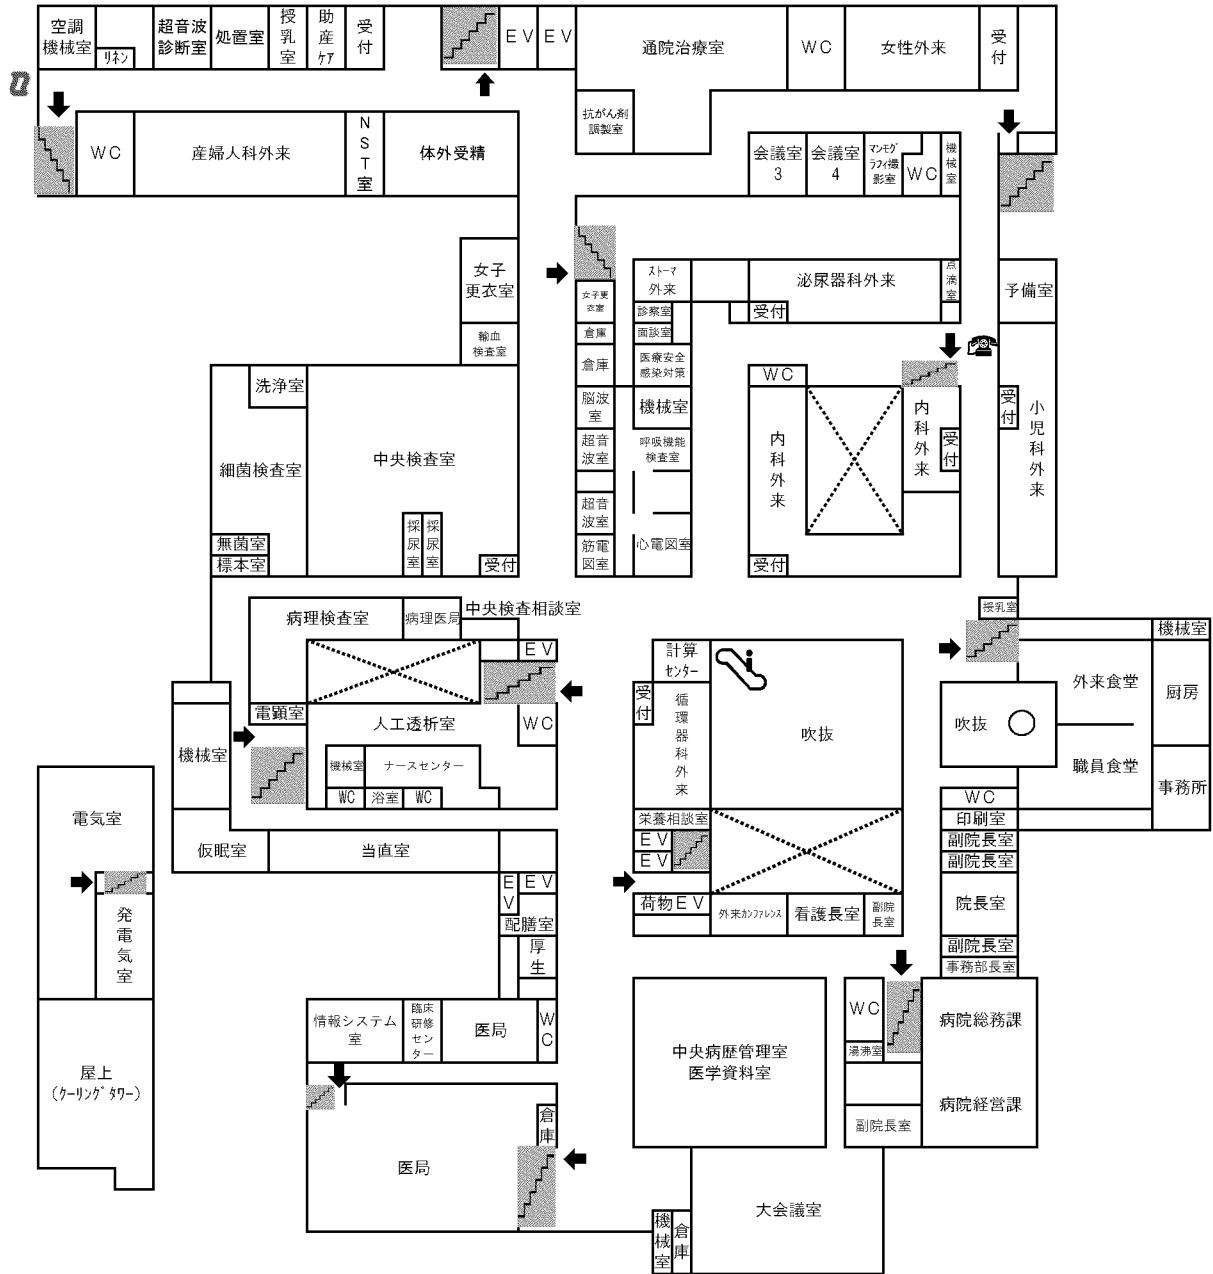 空調
機械室
リネン
超音波
診断室
処置室
授乳室
助産ケア
受付
ＥＶ
ＥＶ
通院治療室
ＷＣ
女性外来
受付
抗がん剤
調製室
ＷＣ
産婦人科外来
ＮＳＴ室
体外受精
会議室
３
会議室
４
マンモグ
ラフィ撮
影室
ＷＣ
機械室
女子
更衣室
輸血
検査室
女子更
衣室
倉庫
倉庫
脳波
室
超音
波室
超音
波室
筋電
図室
ストーマ
外来
診察室
面談室
医療安全
感染対策
機械室
呼吸機能
検査室
心電図室
泌尿器科外来
点滴室
受付
予備室
ＷＣ
内科外来
受付
内科外来
受付
受付
小児科外来
洗浄室
細菌検査室
中央検査室
無菌室
標本室
採尿室
採尿室
受付
病理検査室
病理医局
中央検査相談室
ＥＶ
電顕室
人工透析室
ＷＣ
機械室
機械室
ナースセンター
ＷＣ
浴室
ＷＣ
計算
センター
受付
循環器科外来
i
吹抜
栄養相談室
ＥＶ
ＥＶ
荷物ＥＶ
外来カンファレンス
看護長室
副院
長室
授乳室
機械室
外来食堂
厨房
吹抜
職員食堂
事務所
ＷＣ
印刷室
副院長室
副院長室
院長室
副院長室
事務部長室
電気室
発電気室
屋上
(クーリングタワー)
仮眠室
当直室
ＥＶ
ＥＶ
配膳室
厚生
情報システム
室
臨床
研修
セン
ター
医局
ＷＣ
医局
倉庫
中央病歴管理室
医学資料室
ＷＣ
湯沸室
病院総務課
病院経営課
副院長室
大会議室
機械室
倉庫